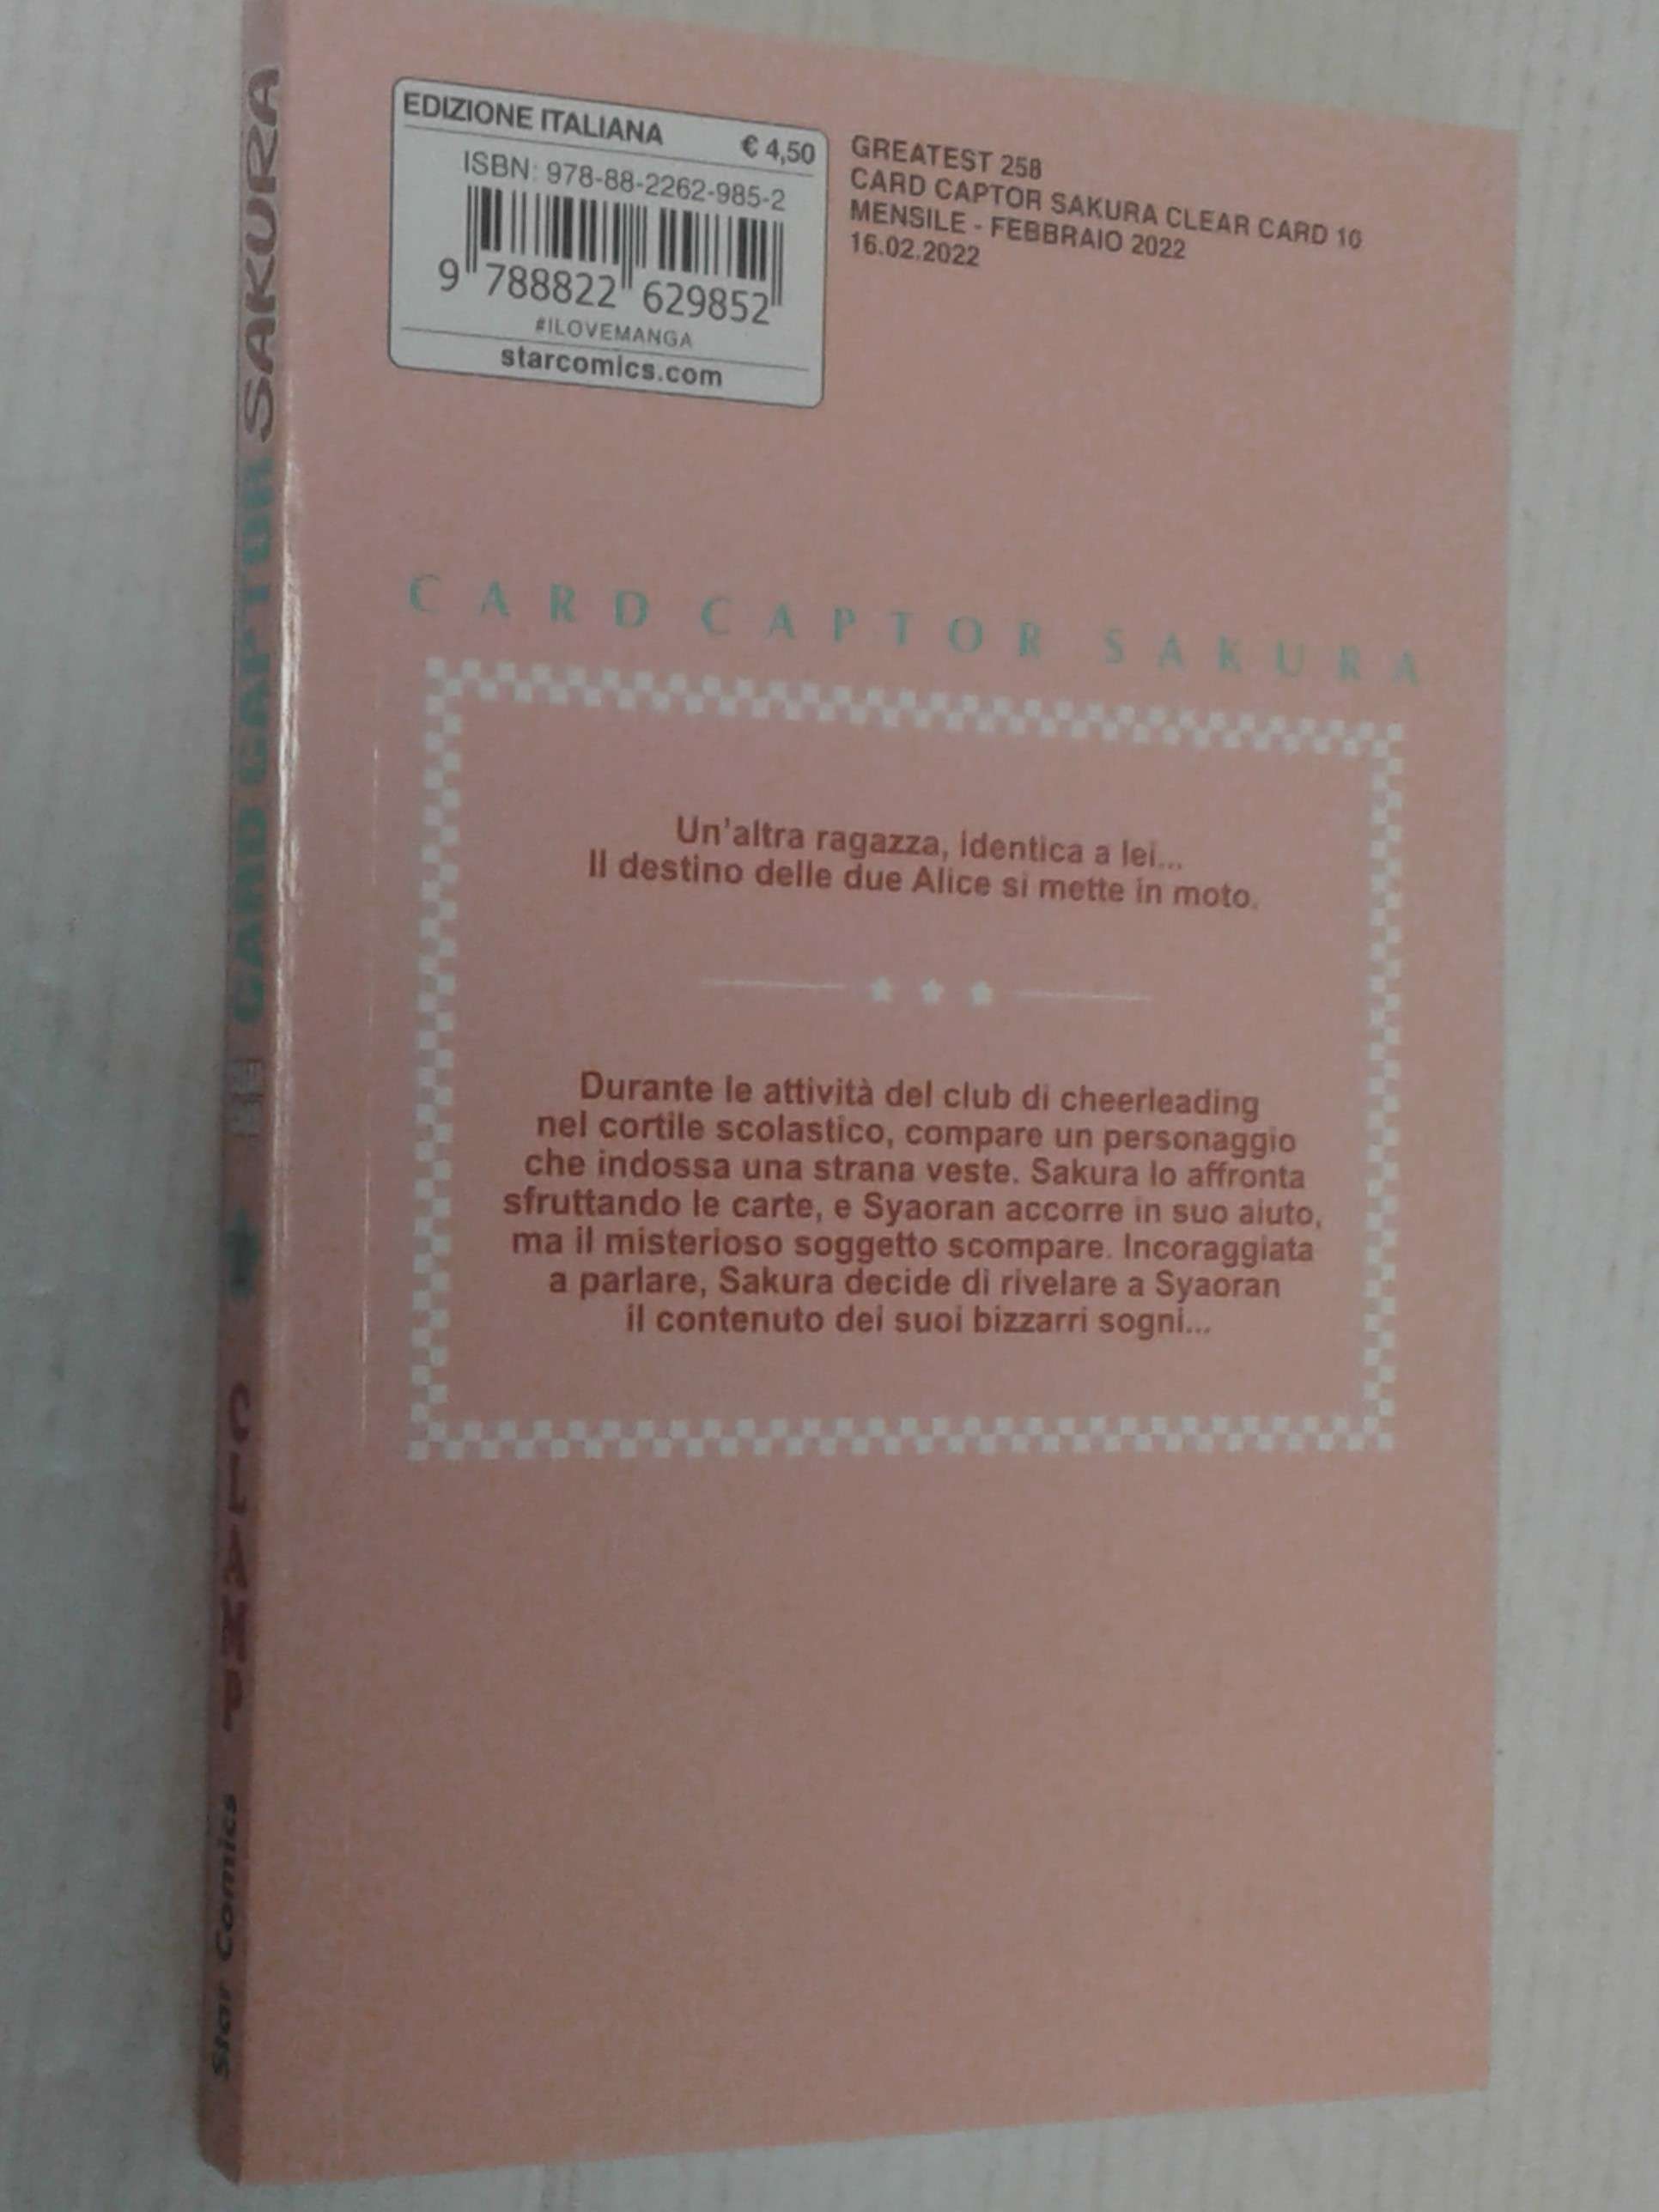 EDIZIONE ITALIANA € 4,50
ISBN: 978-88-2262-985-2
9 788822 629852
#ILOVEMANGA
starcomics.com
GREATEST 258
CARD CAPTOR SAKURA CLEAR CARD 10
MENSILE - FEBBRAIO 2022
16.02.2022
CARD CAPTOR SAKURA
Un'altra ragazza, identica a lei...
Il destino delle due Alice si mette in moto.
Durante le attività del club di cheerleading
nel cortile scolastico, compare un personaggio
che indossa una strana veste. Sakura lo affronta
sfruttando le carte, e Syaoran accorre in suo aiuto,
ma il misterioso soggetto scompare. Incoraggiata
a parlare, Sakura decide di rivelare a Syaoran
il contenuto dei suoi bizzarri sogni...
Star Comics CLAMP CARD CAPTOR SAKURA